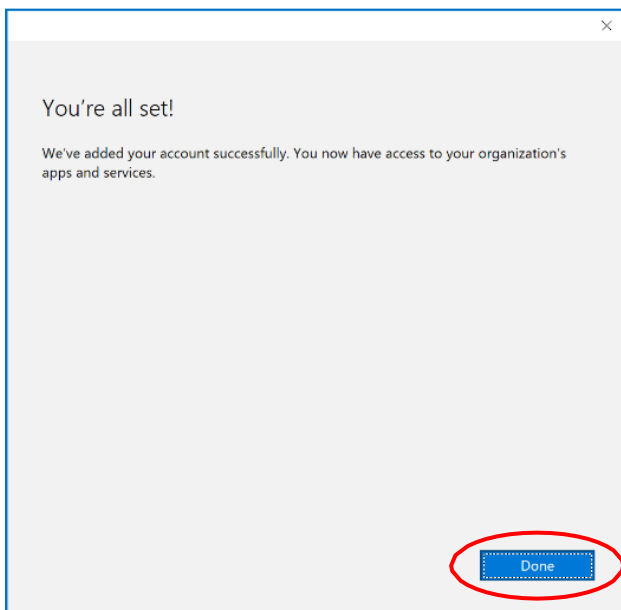 You're all set!
We've added your account successfully. You now have access to your organization's
apps and services.
Done